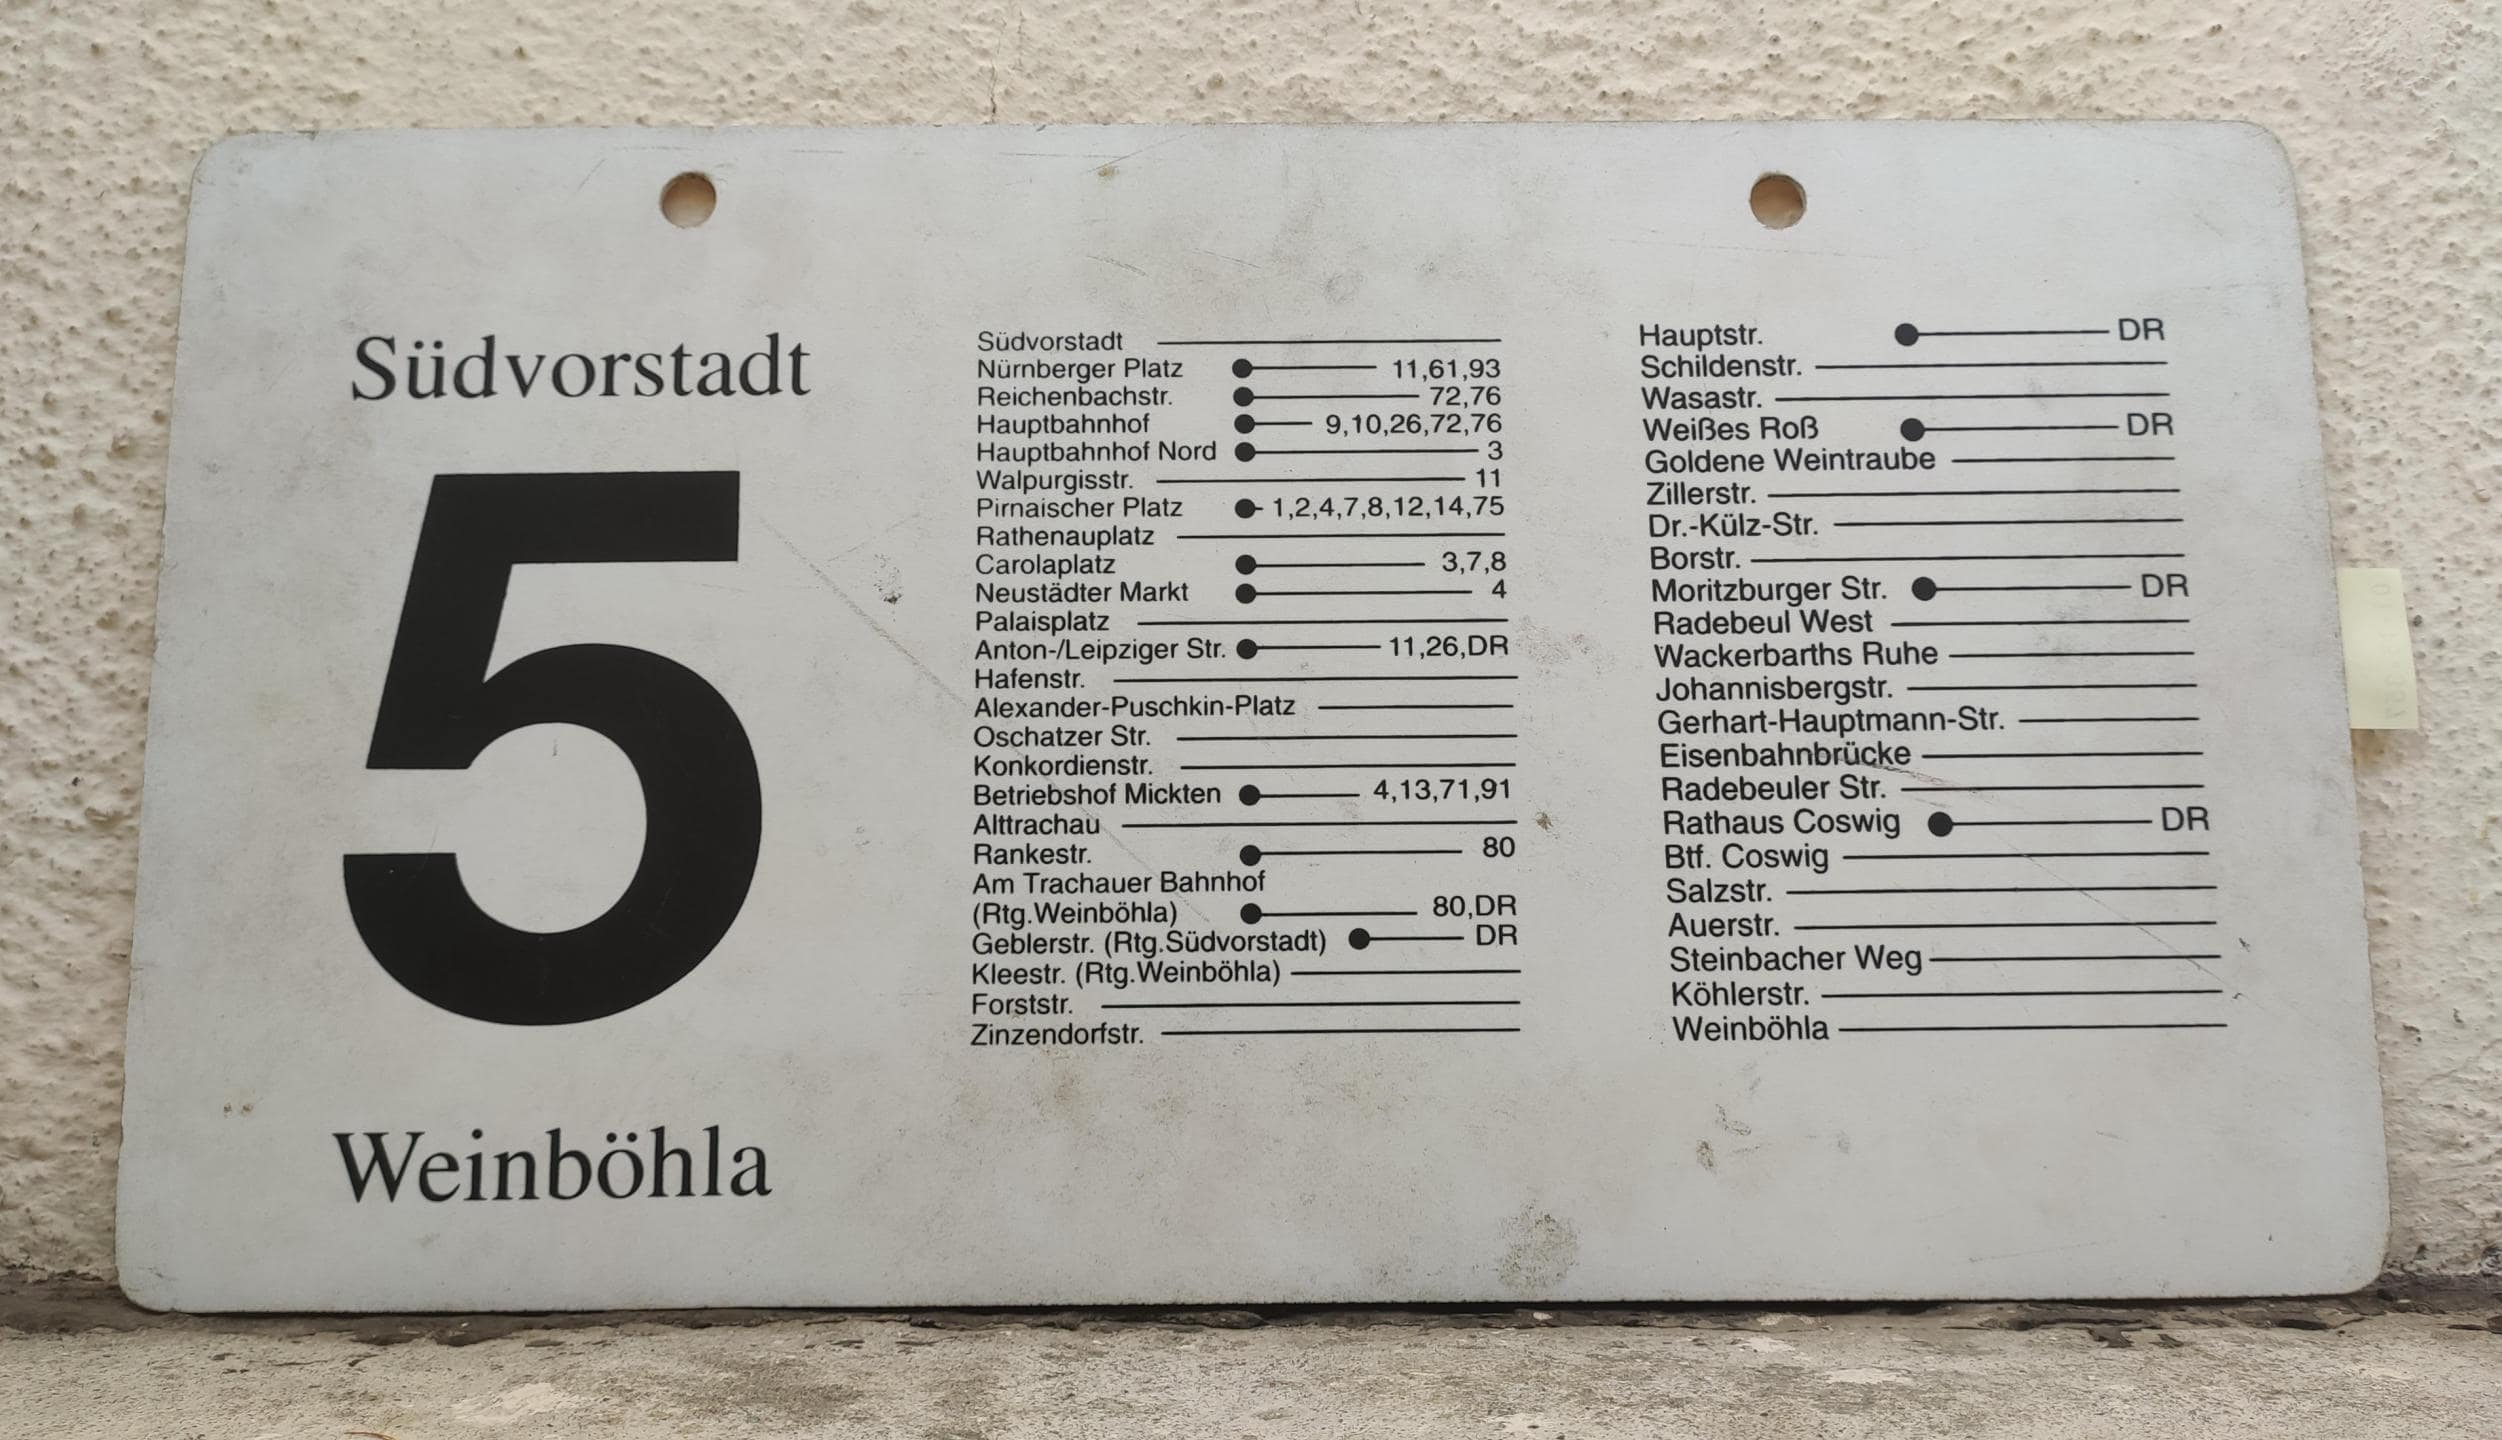 Südvorstadt
5
Weinböhla
Südvorstadt
Nürnberger Platz 11,61,93
Reichenbachstr. 72,76
Hauptbahnhof 9,10,26,72,76
Hauptbahnhof Nord 3
Walpurgisstr. 11
Pirnaischer Platz 1,2,4,7,8,12,14,75
Rathenauplatz
Carolaplatz 3,7,8
Neustädter Markt 4
Palaisplatz
Anton-/Leipziger Str. 11,26,DR
Hafenstr.
Alexander-Puschkin-Platz
Oschatzer Str.
Konkordienstr.
Betriebshof Mickten 4,13,71,91
Alttrachau
Rankestr. 80
Am Trachauer Bahnhof
(Rtg.Weinböhla) 80,DR
Geblerstr. (Rtg.Südvorstadt) DR
Kleestr. (Rtg.Weinböhla)
Forststr.
Zinzendorfstr.
Hauptstr. DR
Schildenstr.
Wasastr.
Weißes Roß DR
Goldene Weintraube
Zillerstr.
Dr.-Külz-Str.
Borstr.
Moritzburger Str. DR
Radebeul West
Wackerbarths Ruhe
Johannisbergstr.
Gerhart-Hauptmann-Str.
Eisenbahnbrücke
Radebeuler Str.
Rathaus Coswig DR
Btf. Coswig
Salzstr.
Auerstr.
Steinbacher Weg
Köhlerstr.
Weinböhla